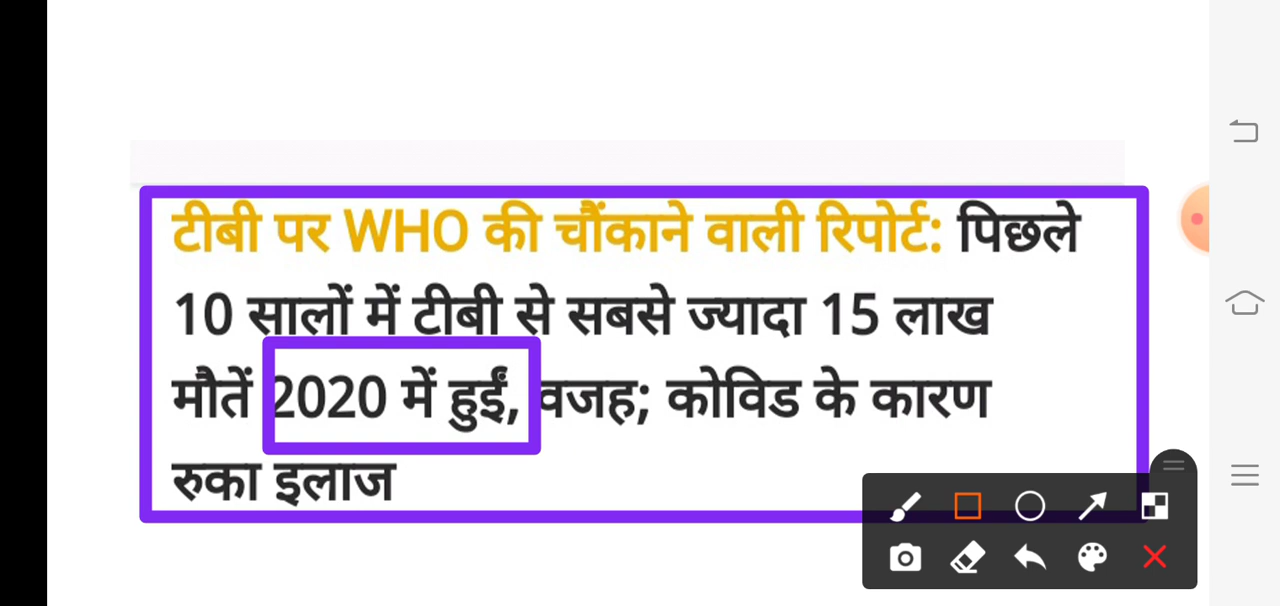 टीबी पर WHO की चौंकाने वाली रिपोर्ट: पिछले
10 सालों में टीबी से सबसे ज्यादा 15 लाख
मौतें 2020 में हुईं, वजह; कोविड के कारण
रुका इलाज